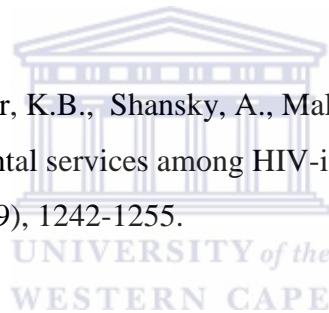 r, K.B., Shansky, A., Mal
ntal services among HIV-i
9), 1242-1255.
UNIVERSITY of the
WESTERN CAPE